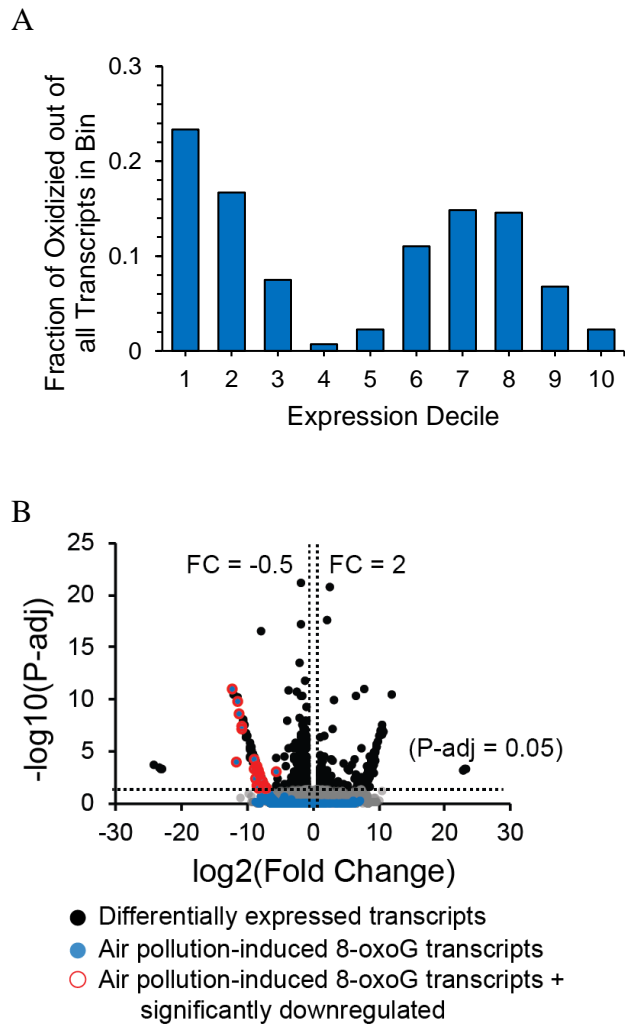 A
0.3
0.2
0.1
0
Fraction of Oxidizied out of
all Transcripts in Bin
1 2 3 4 5 6 7 8 9 10
Expression Decile
B
25
20
15
10
5
0
-log10(P-adj)
FC = -0.5 FC = 2
(P-adj = 0.05)
-30 -20 -10 0 10 20 30
log2(Fold Change)
Differentially expressed transcripts
Air pollution-induced 8-oxoG transcripts
Air pollution-induced 8-oxoG transcripts +
significantly downregulated